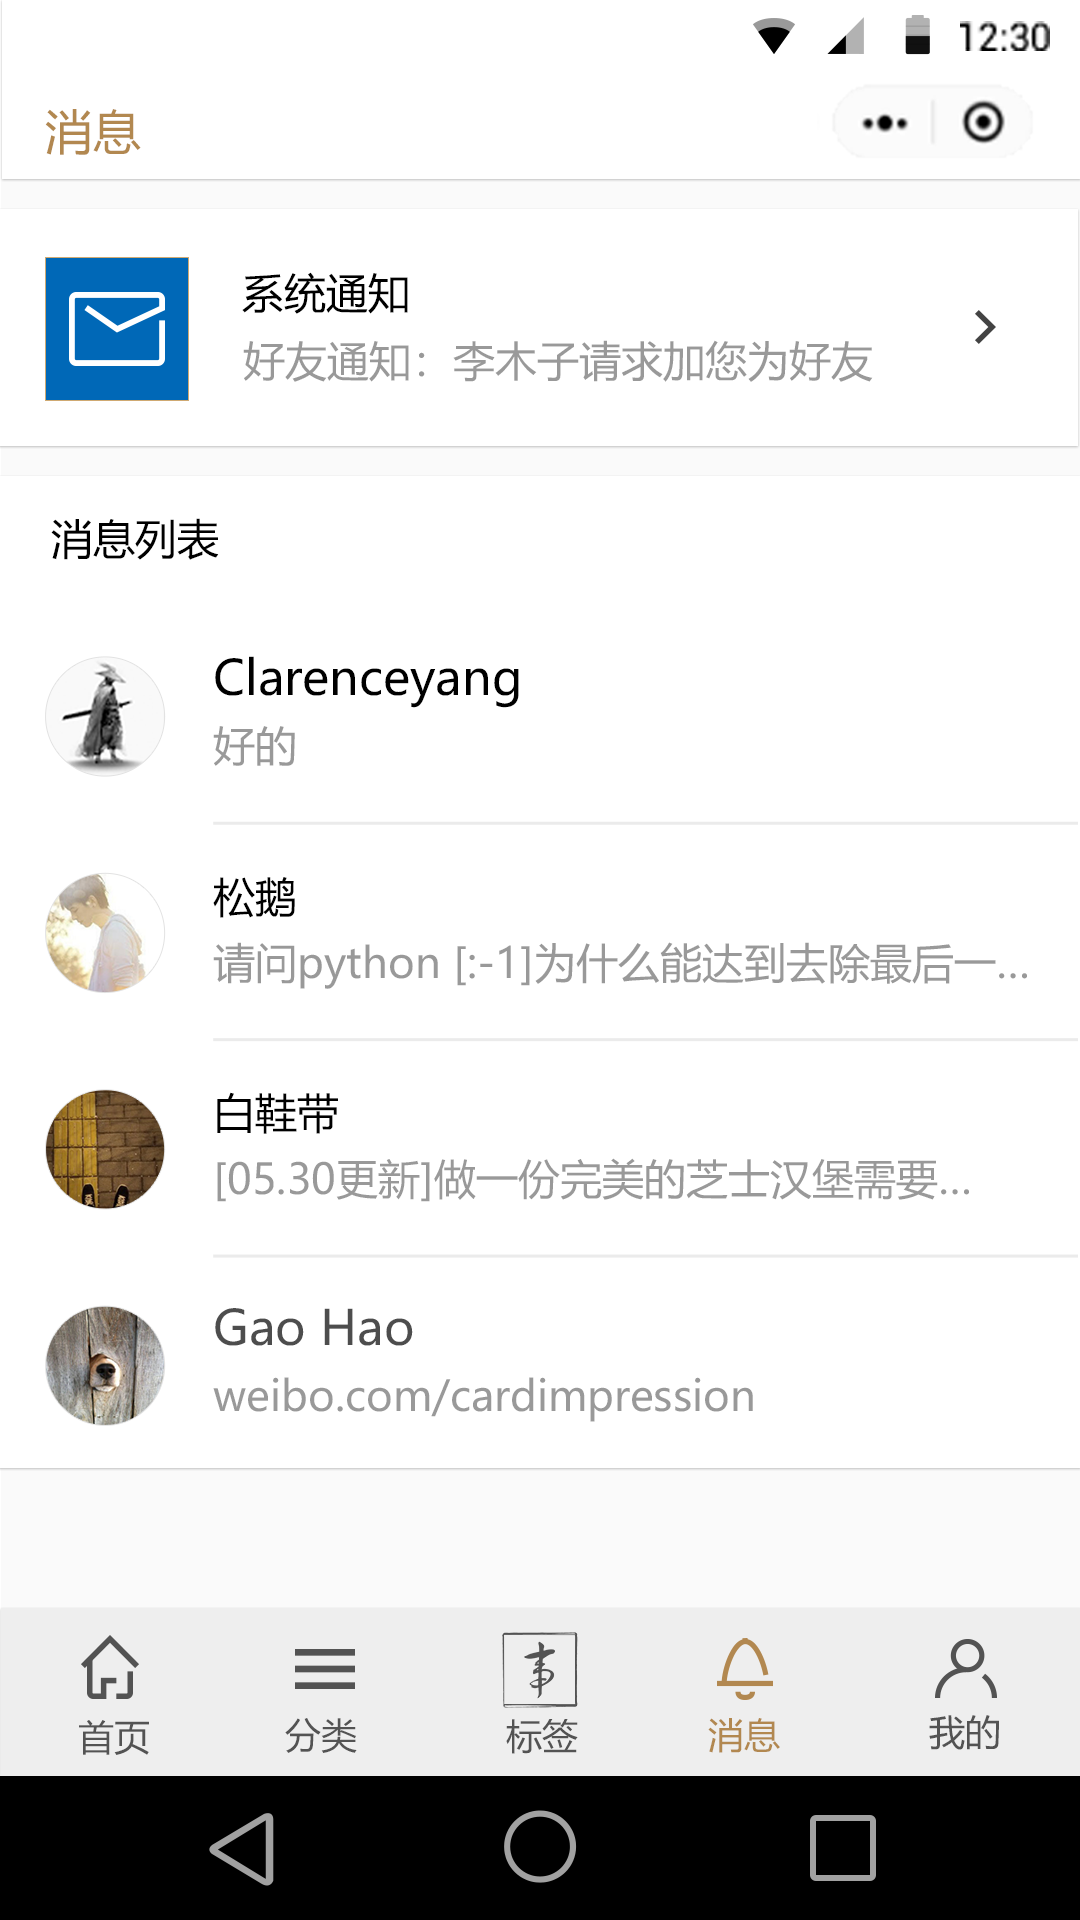 12:30
消息
系统通知
好友通知：李木子请求加您为好友
消息列表
Clarenceyang
好的
松鹅
请问python [:-1]为什么能达到去除最后一...
白鞋带
[05.30更新]做一份完美的芝士汉堡需要...
Gao Hao
weibo.com/cardimpression
首页
分类
标签
消息
我的